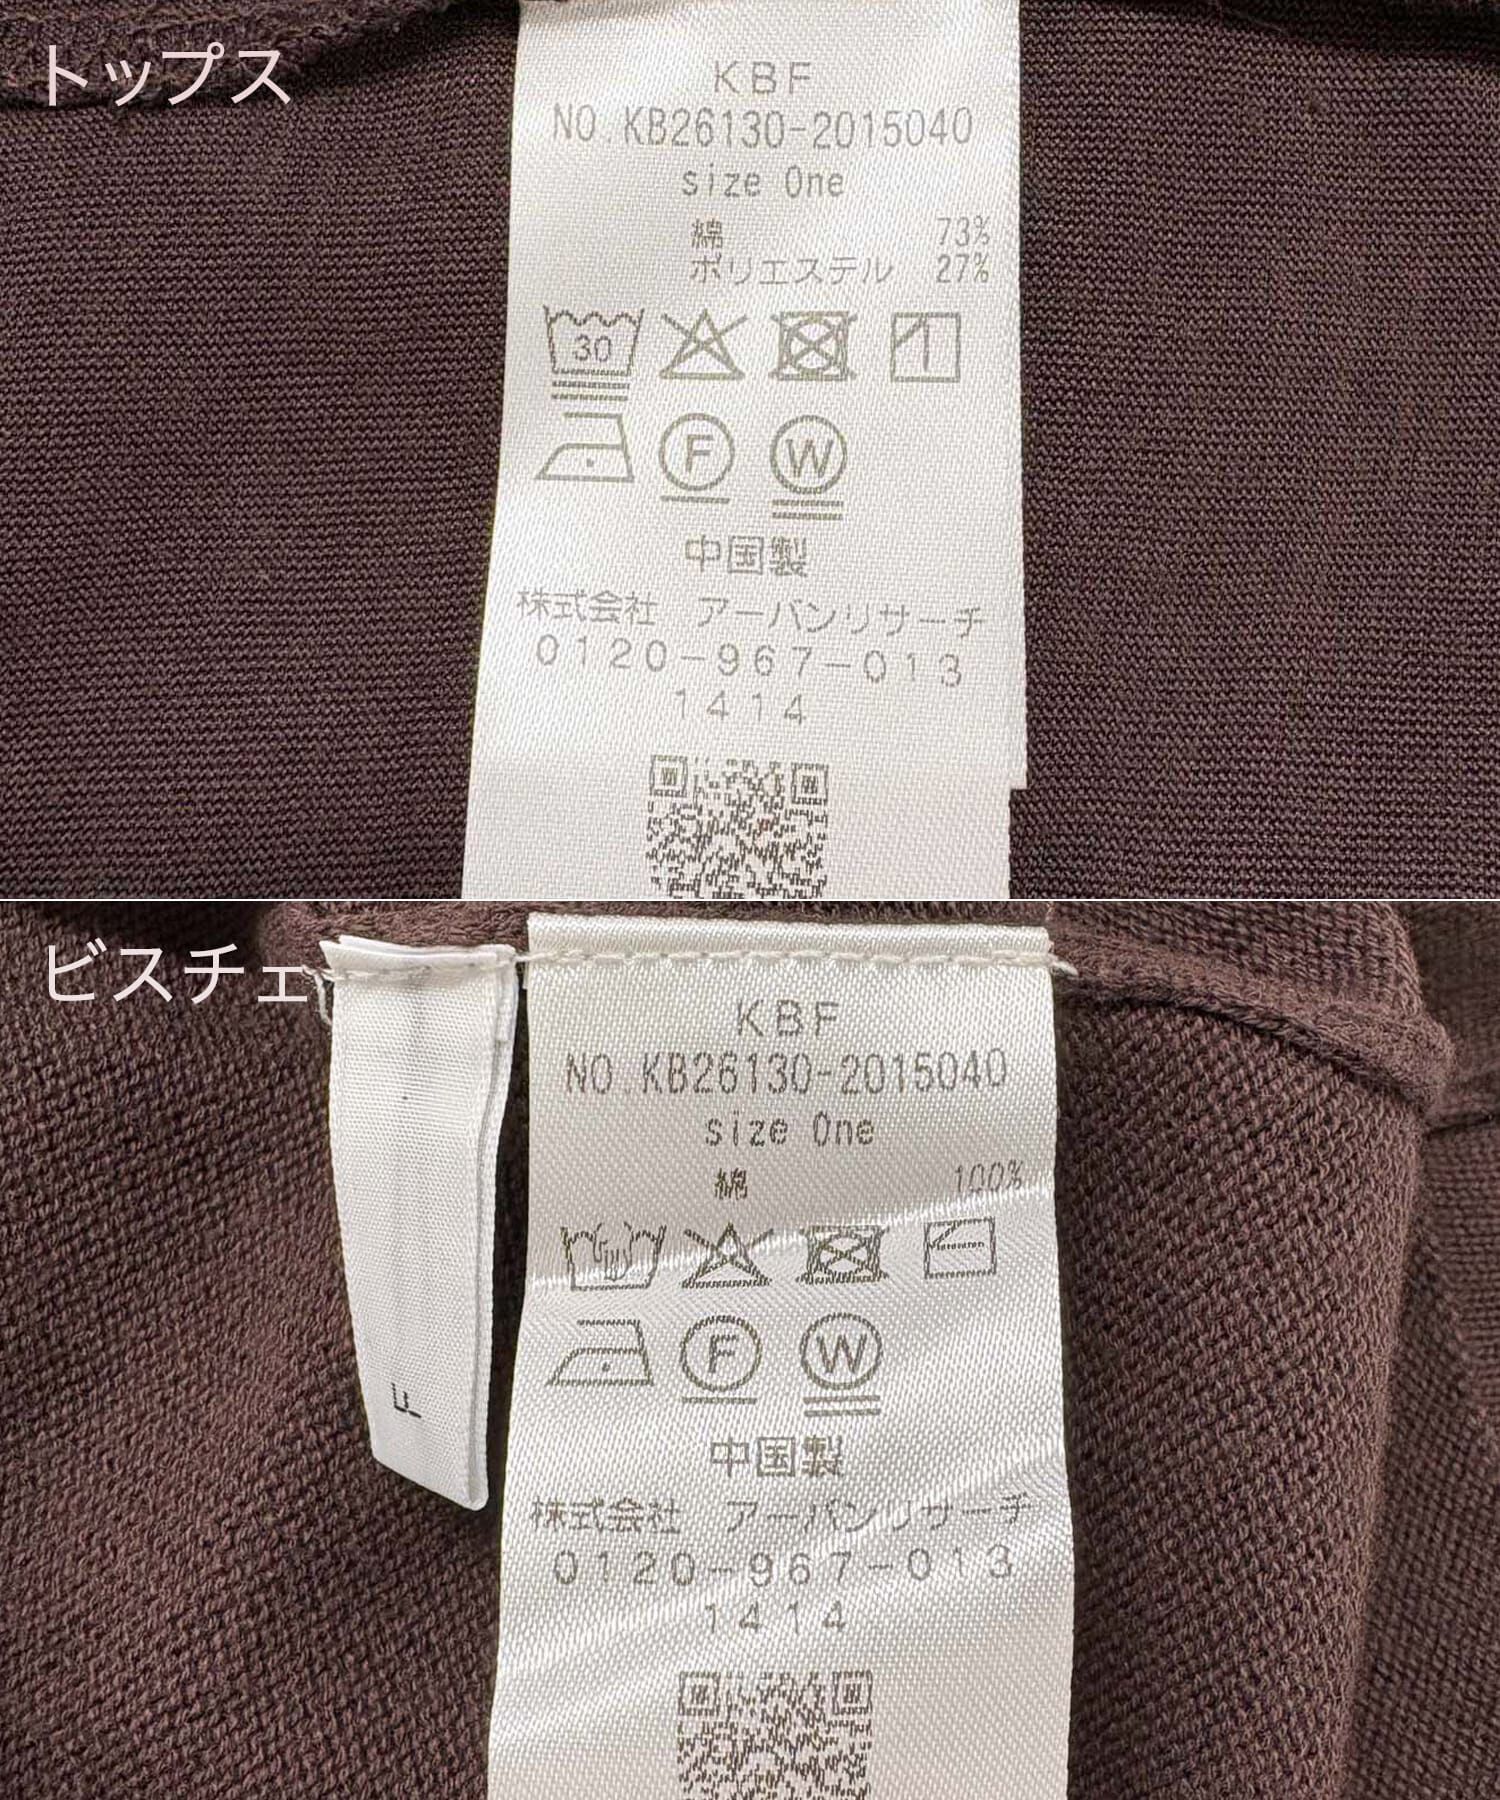 トップス
KBF
NO.KB26130-2015040
size One
綿 73%
ポリエステル 27%
30
F W
中国製
株式会社 アーバンリサーチ
0120-967-013
1414
ビスチェ
KBF
NO.KB26130-2015040
size One
綿 100%
F W
中国製
株式会社 アーバンリサーチ
0120-967-013
1414